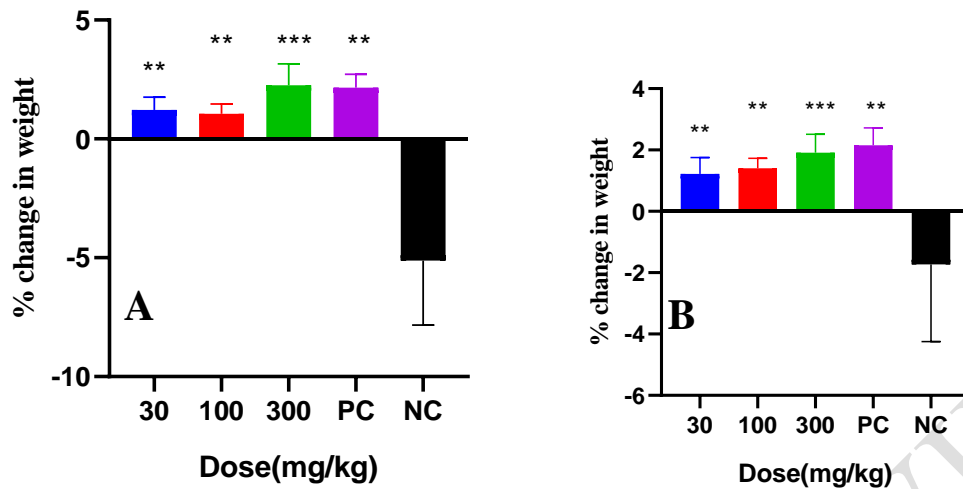 5
0
-5
-10
% change in weight
** ** *** **
A
30 100 300 PC NC
Dose(mg/kg)
4
2
0
-2
-4
-6
% change in weight
** ** *** **
B
30 100 300 PC NC
Dose(mg/kg)